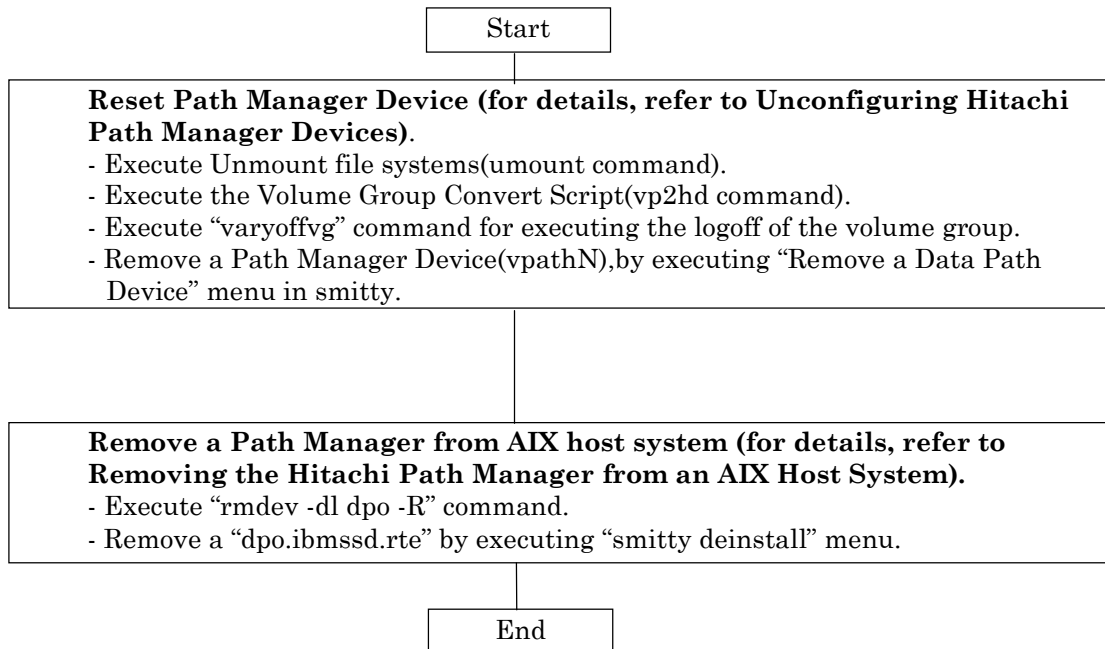 Start
Reset Path Manager Device (for details, refer to Unconfiguring Hitachi
Path Manager Devices).
- Execute Unmount file systems(umount command).
- Execute the Volume Group Convert Script(vp2hd command).
- Execute “varyoffvg” command for executing the logoff of the volume group.
- Remove a Path Manager Device(vpathN),by executing “Remove a Data Path
Device” menu in smitty.
Remove a Path Manager from AIX host system (for details, refer to
Removing the Hitachi Path Manager from an AIX Host System).
- Execute “rmdev -dl dpo -R” command.
- Remove a “dpo.ibmssd.rte” by executing “smitty deinstall” menu.
End